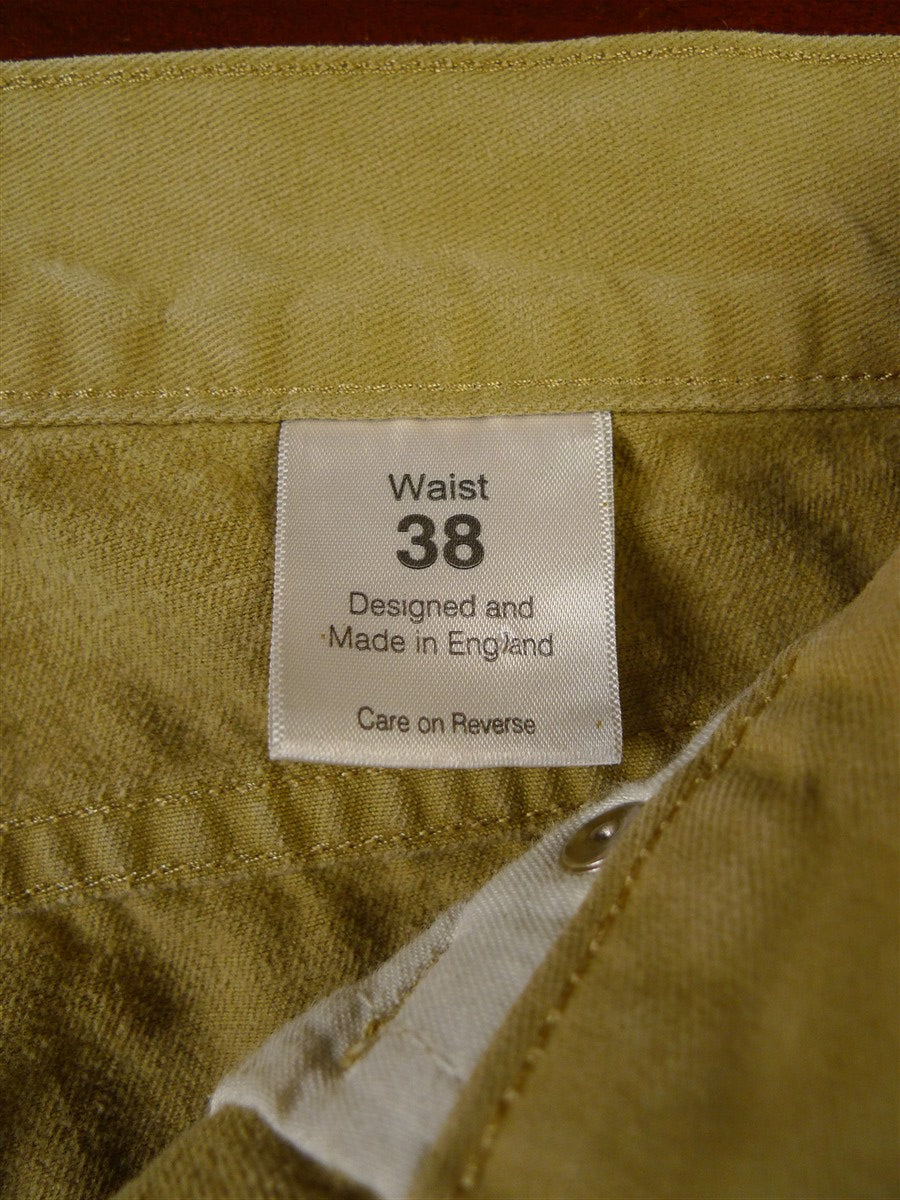 Waist
38
Designed and
Made in England
Care on Reverse